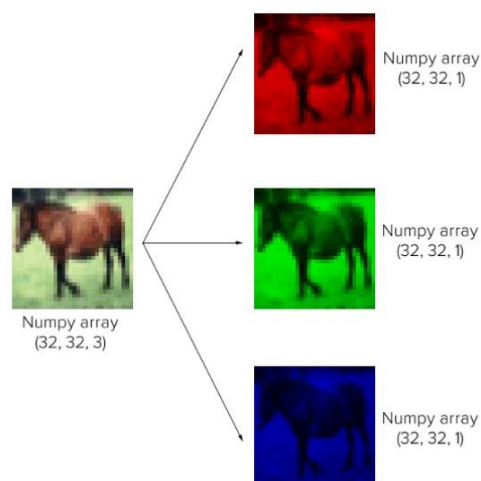 Numpy array
(32, 32, 1)
Numpy array
(32, 32, 3)
Numpy array
(32, 32, 1)
Numpy array
(32, 32, 1)